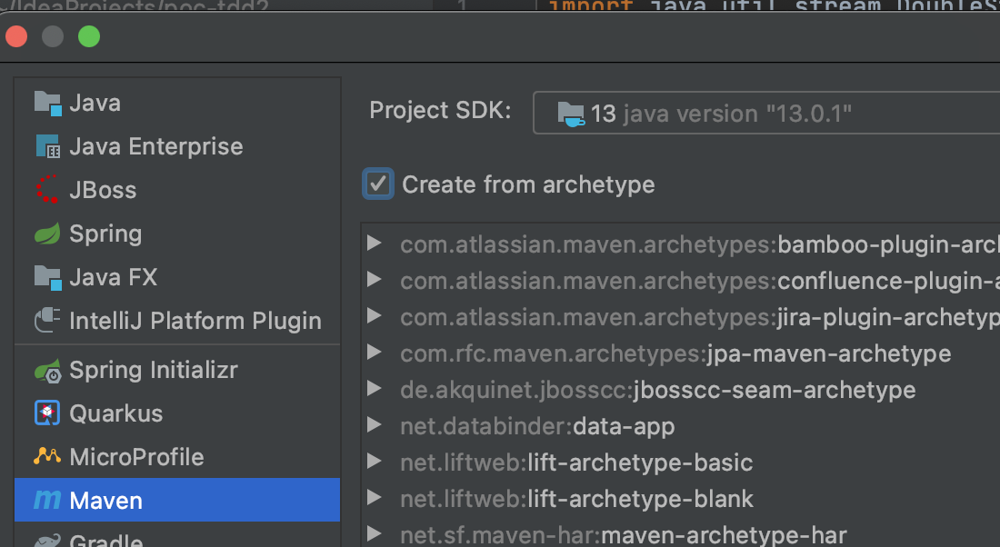 ~/IdeaProjects/poc-tdd2
1 import java.util.stream.DoubleS
Java
Java Enterprise
JBoss
Spring
Java FX
IntelliJ Platform Plugin
Spring Initializr
Quarkus
MicroProfile
Maven
Gradle
Project SDK: 13 java version "13.0.1"
Create from archetype
com.atlassian.maven.archetypes:bamboo-plugin-arch
com.atlassian.maven.archetypes:confluence-plugin-a
com.atlassian.maven.archetypes:jira-plugin-archetyp
com.rfc.maven.archetypes:jpa-maven-archetype
de.akquinet.jbosscc:jbosscc-seam-archetype
net.databinder:data-app
net.liftweb:lift-archetype-basic
net.liftweb:lift-archetype-blank
net.sf.maven-har:maven-archetype-har